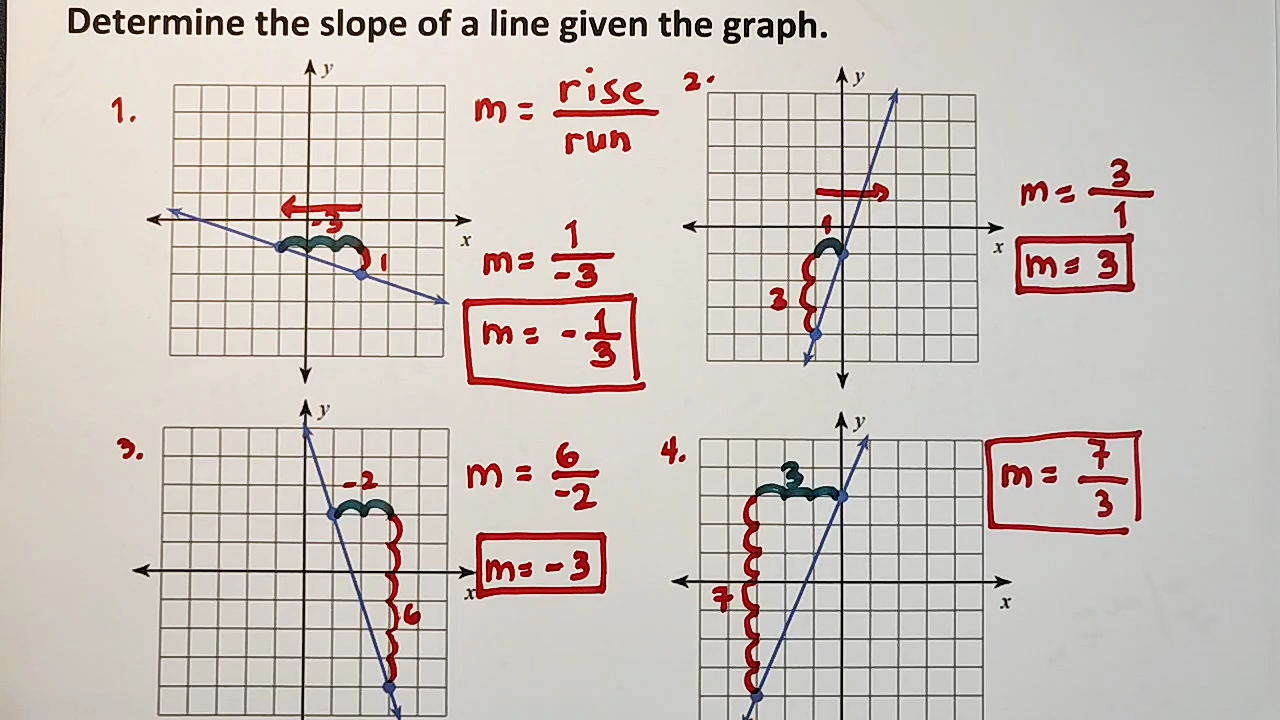 Determine the slope of a line given the graph.
1.
y
x
-3
1
m = rise
run
m = 1
-3
m = - 1
3
2.
y
x
1
3
m = 3
1
m = 3
3.
y
x
-2
6
m = 6
-2
m = -3
4.
y
x
3
7
m = 7
3